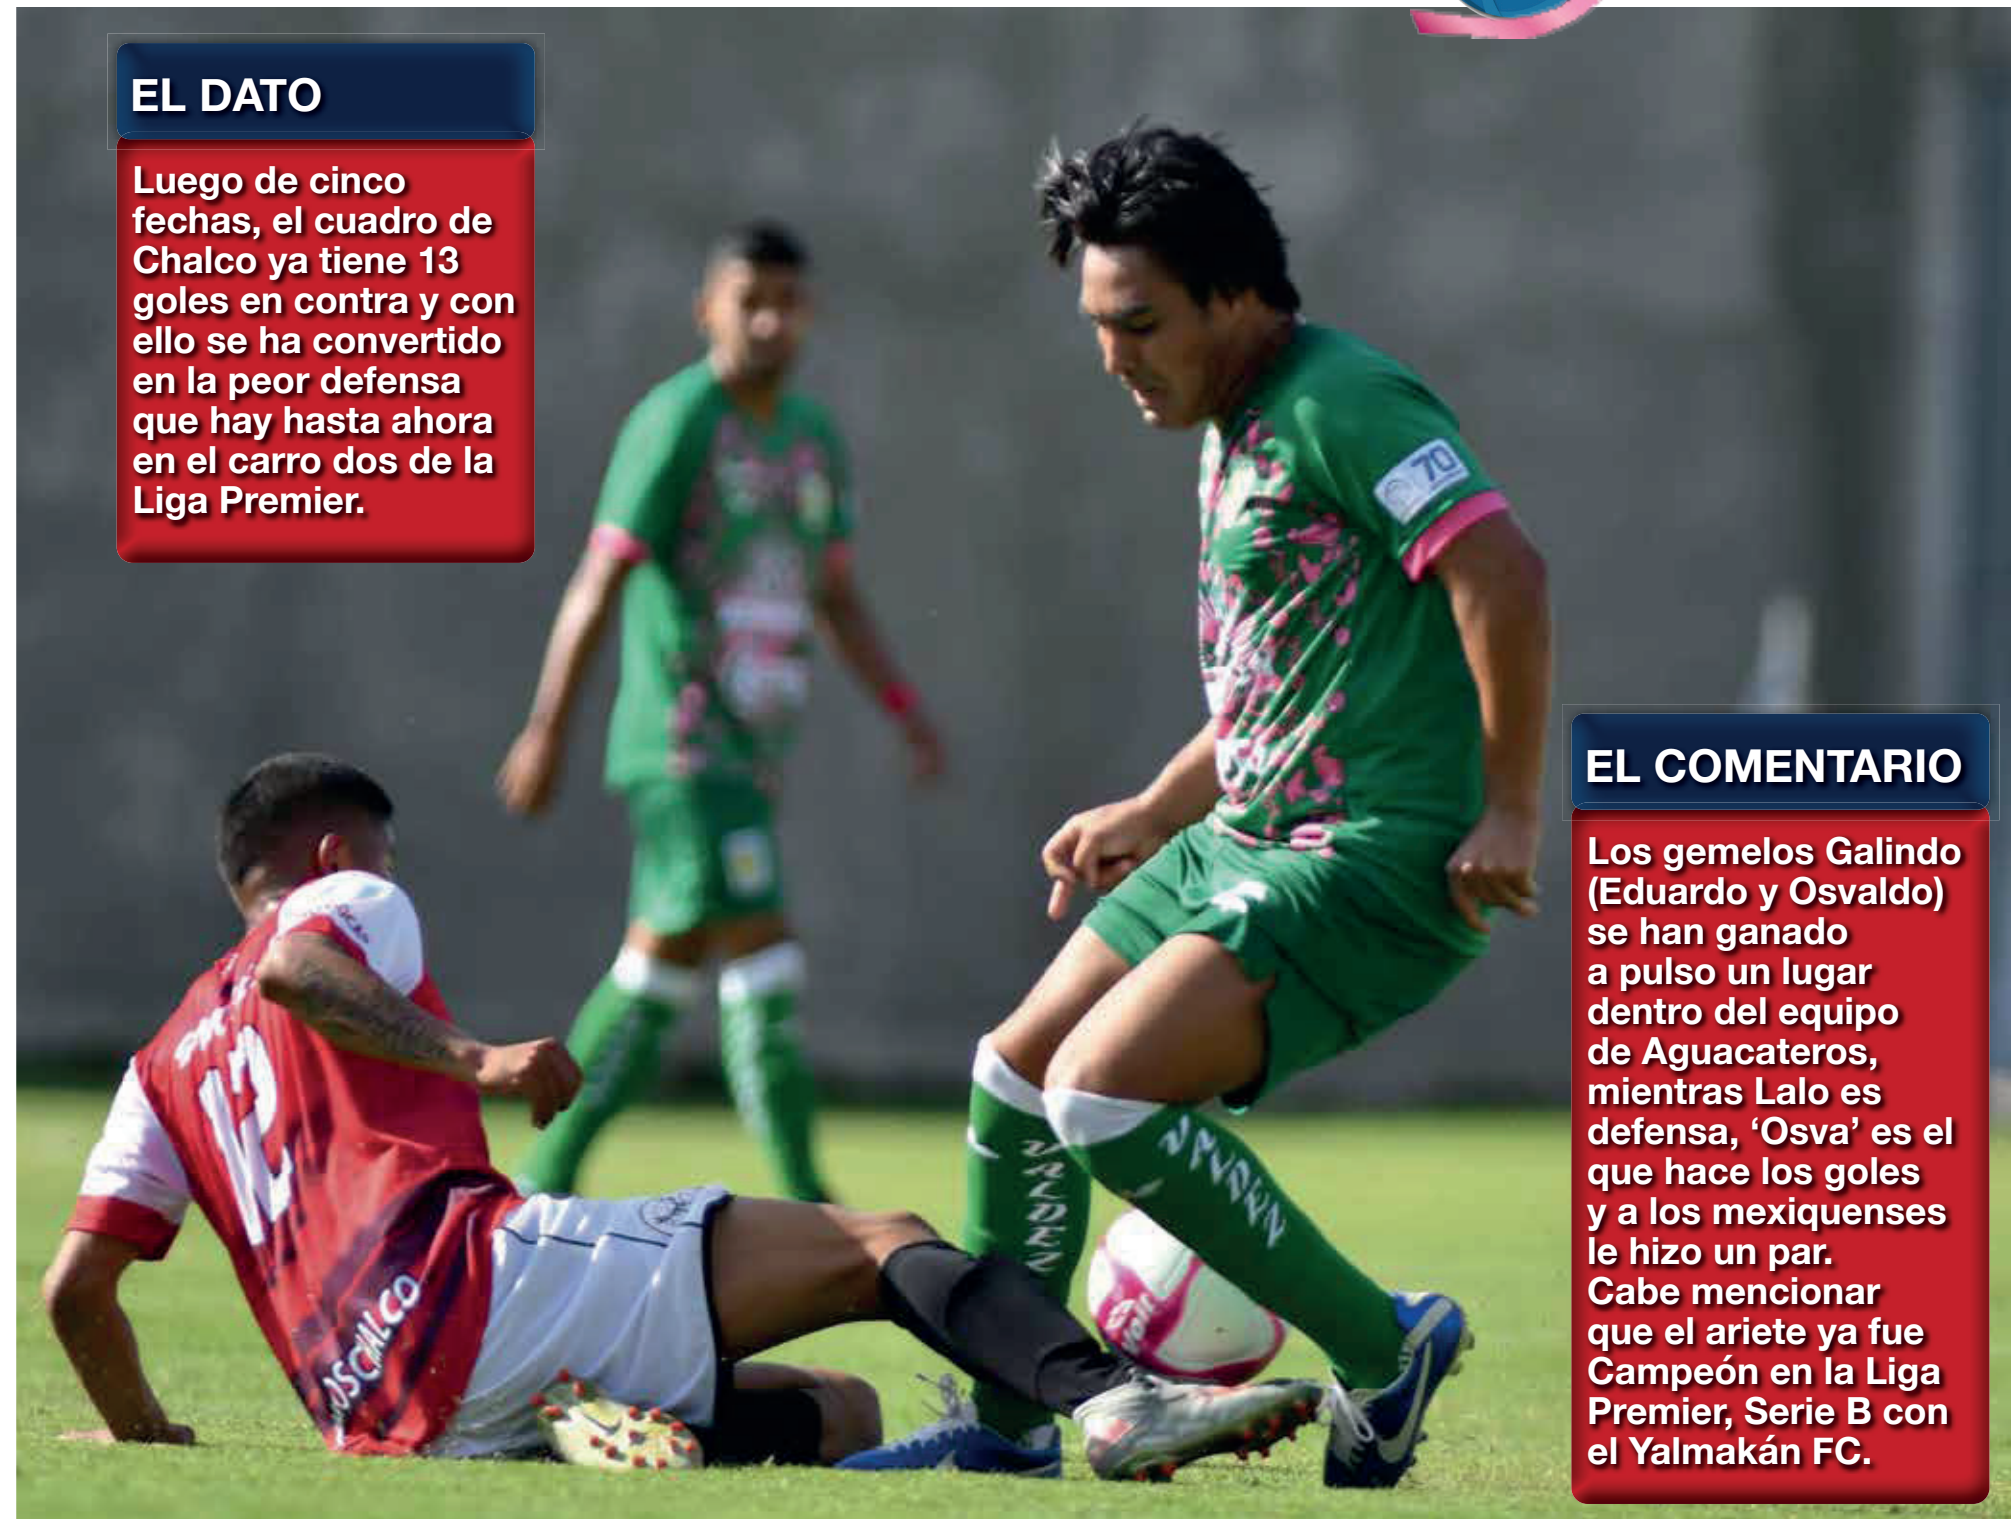 EL DATO
Luego de cinco
fechas, el cuadro de
Chalco ya tiene 13
goles en contra y con
ello se ha convertido
en la peor defensa
que hay hasta ahora
en el carro dos de la
Liga Premier.
70
EL COMENTARIO
Los gemelos Galindo
(Eduardo y Osvaldo)
se han ganado
a pulso un lugar
dentro del equipo
de Aguacateros,
mientras Lalo es
defensa, ‘Osva’ es el
que hace los goles
y a los mexiquenses
le hizo un par.
Cabe mencionar
que el ariete ya fue
Campeón en la Liga
Premier, Serie B con
el Yalmakán FC.
12